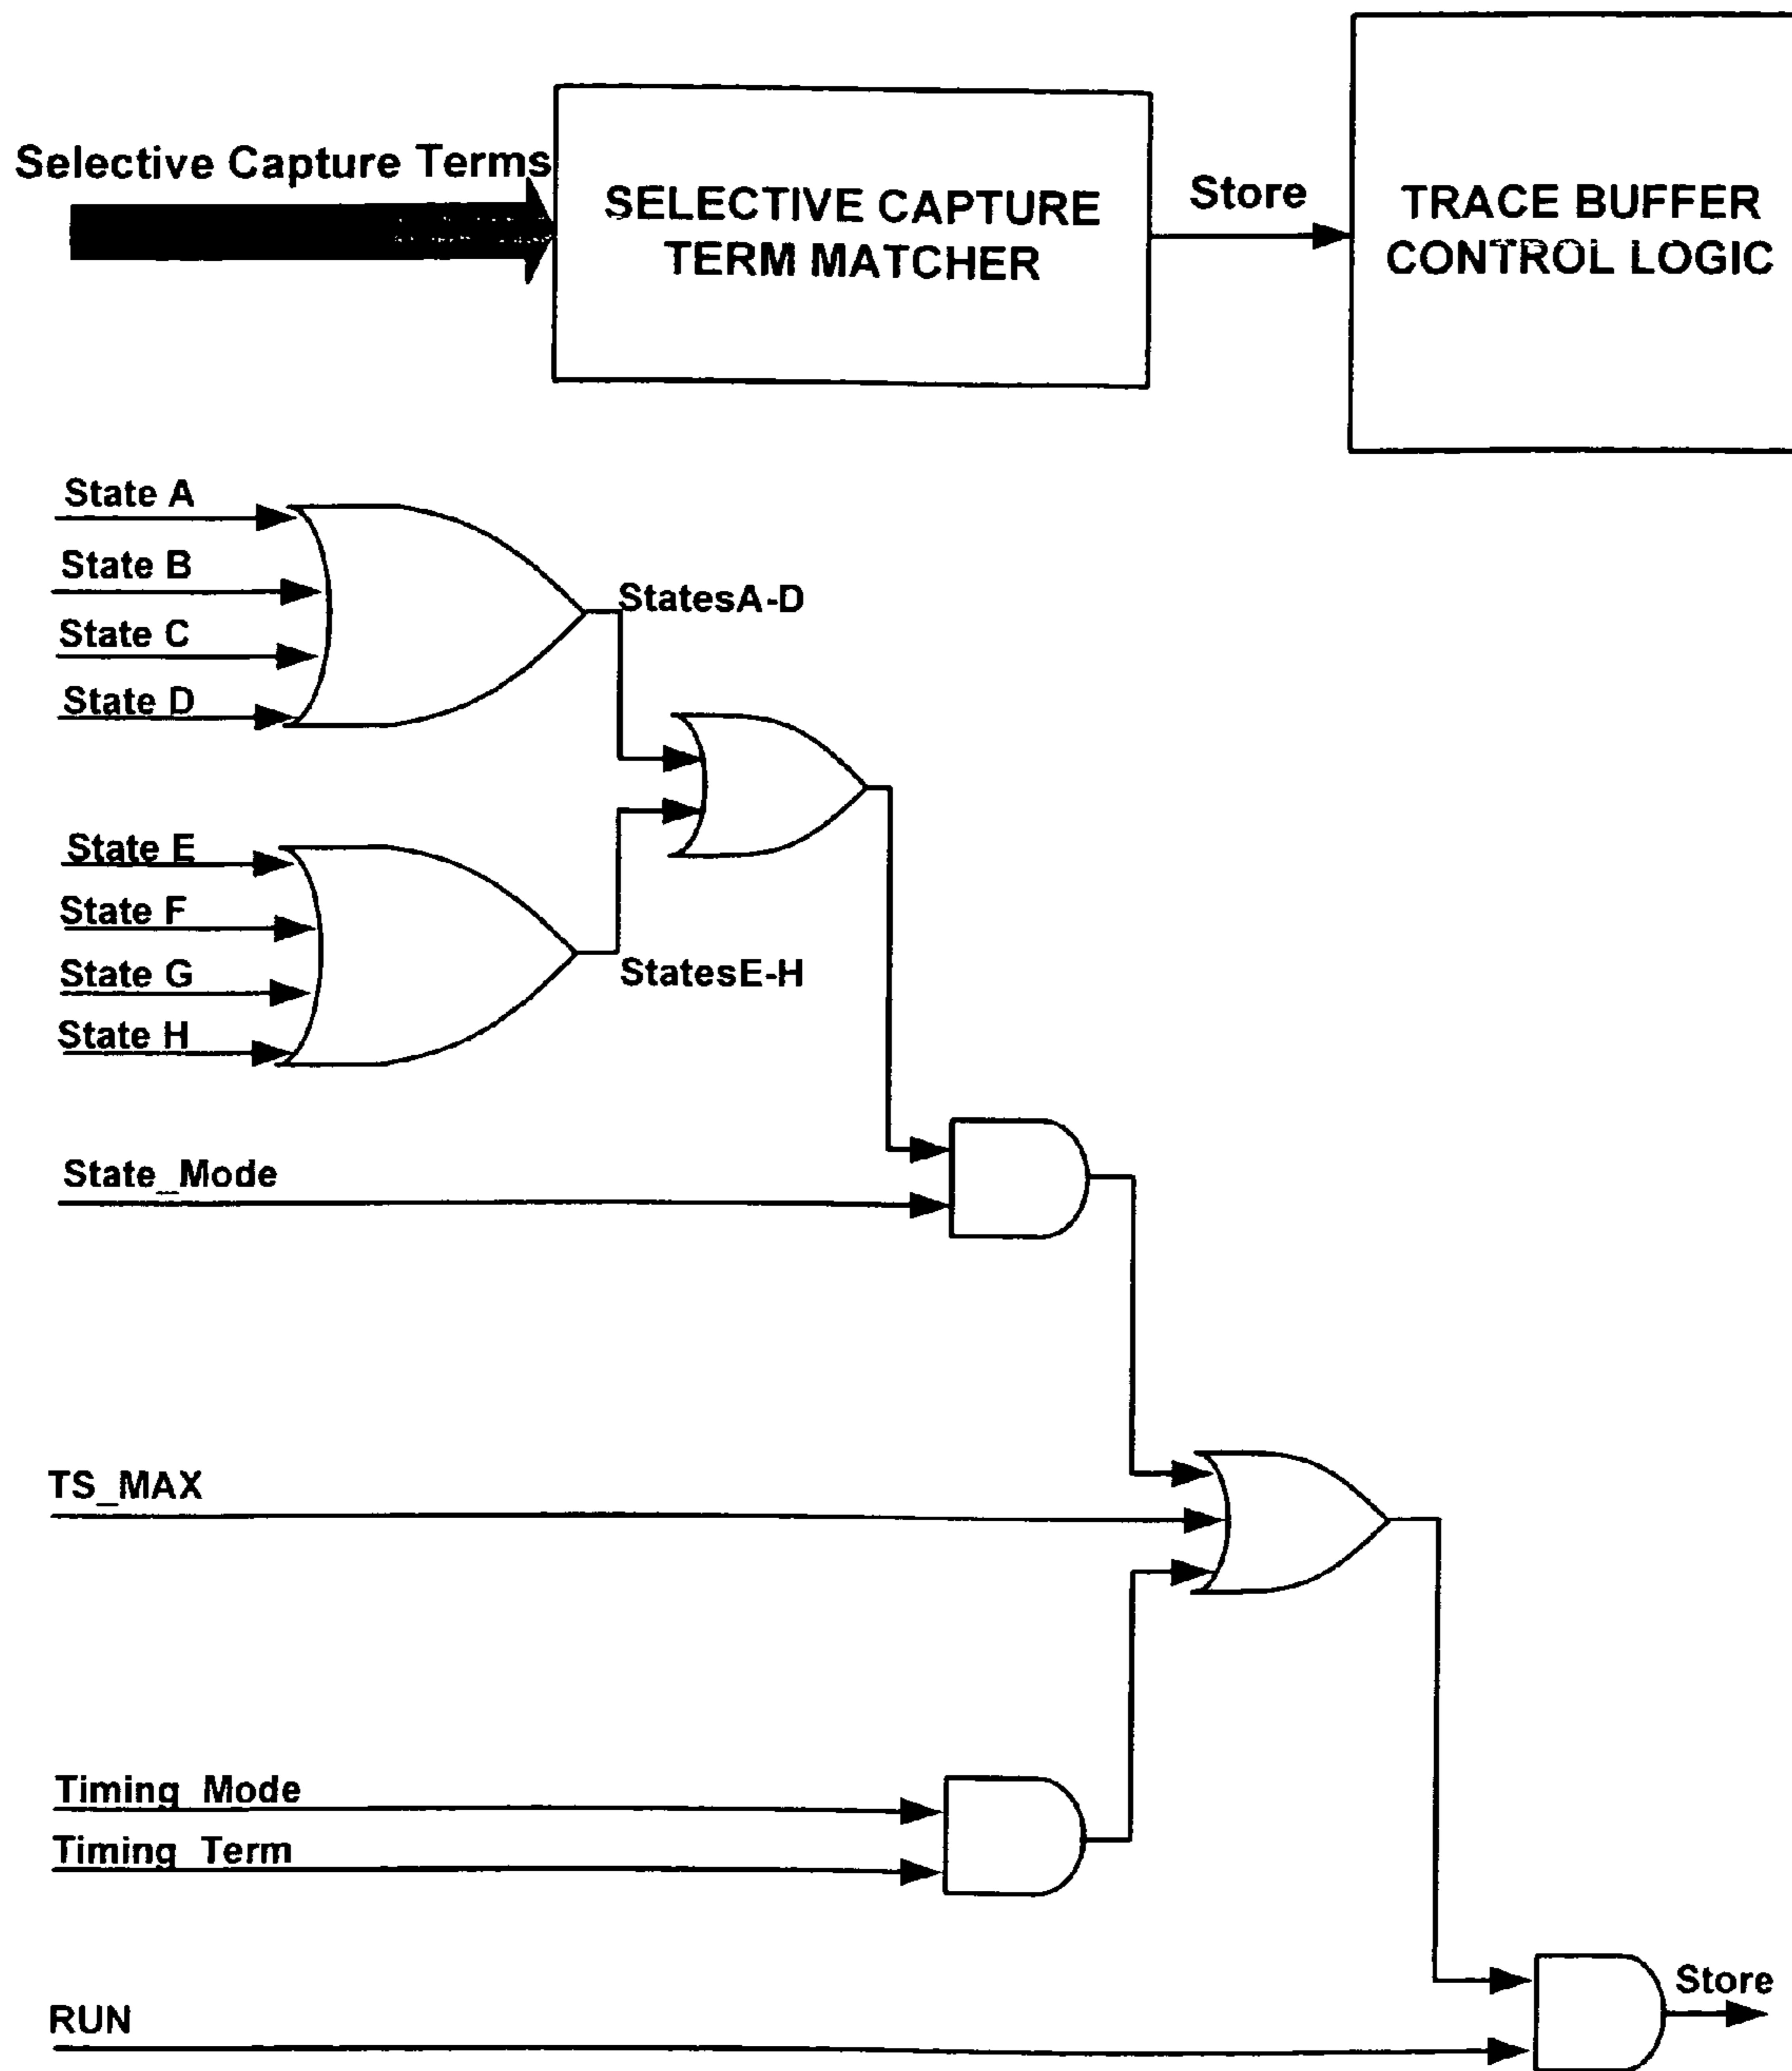 Selective Capture Terms
SELECTIVE CAPTURE
TERM MATCHER
Store
TRACE BUFFER
CONTROL LOGIC
State A
State B
State C
State D
StatesA-D
State E
State F
State G
State H
StatesE-H
State_Mode
TS_MAX
Timing_Mode
Timing_Term
RUN
Store